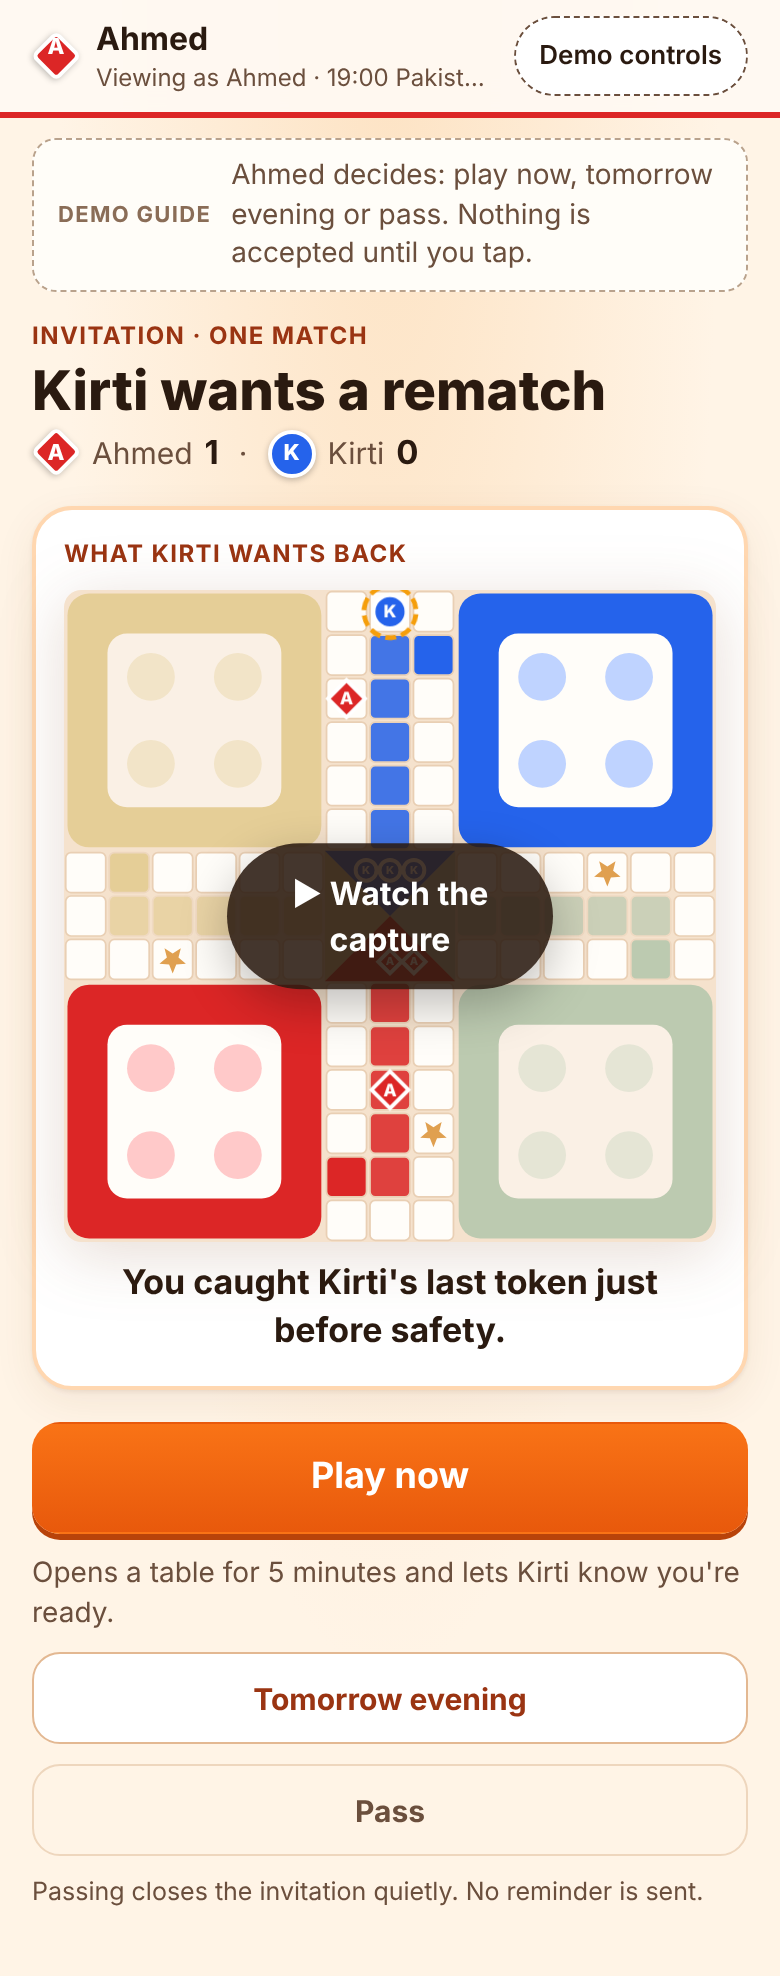 A
Ahmed
Viewing as Ahmed · 19:00 Pakist...
Demo controls
DEMO GUIDE
Ahmed decides: play now, tomorrow
evening or pass. Nothing is
accepted until you tap.
INVITATION · ONE MATCH
Kirti wants a rematch
A Ahmed 1 · K Kirti 0
WHAT KIRTI WANTS BACK
K
A
K K K
▶ Watch the
capture
A A
A
You caught Kirti's last token just
before safety.
Play now
Opens a table for 5 minutes and lets Kirti know you're
ready.
Tomorrow evening
Pass
Passing closes the invitation quietly. No reminder is sent.